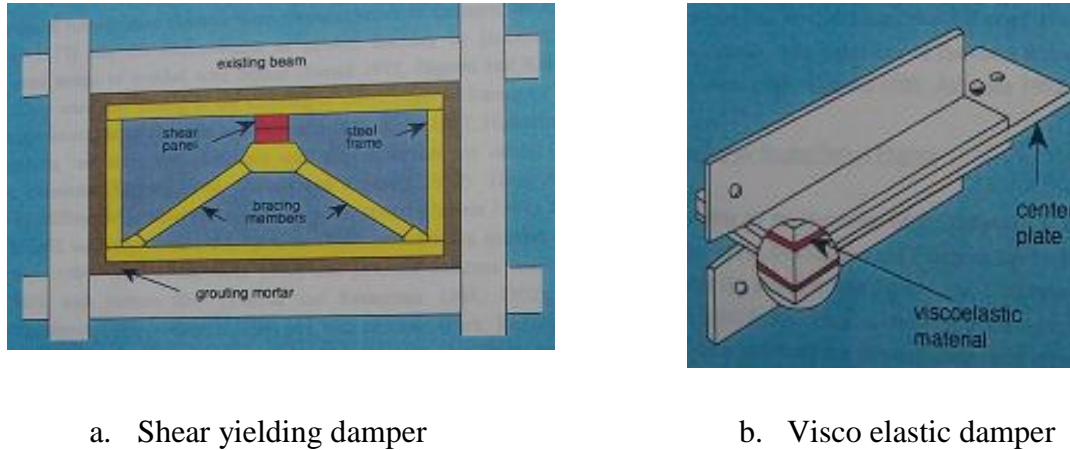 existing beam
shear
panel
steel
frame
bracing
members
grouting mortar
cente
plate
viscoelastic
material
a. Shear yielding damper
b. Visco elastic damper